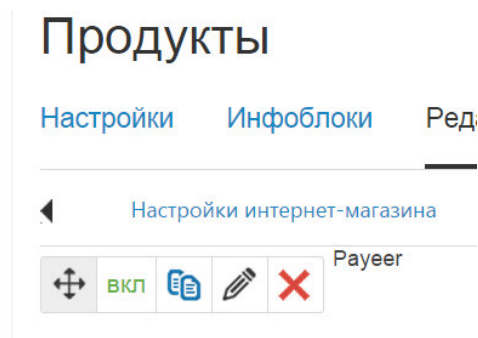 Продукты
Настройки Инфоблоки
Настройки интернет-магазина
вкл Payeer